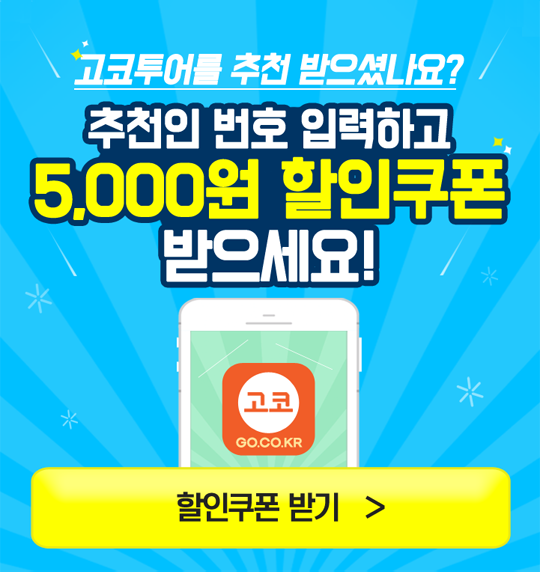 고코투어를 추천 받으셨나요?
추천인 번호 입력하고
5,000원 할인쿠폰
받으세요!
고코
GO.CO.KR
할인쿠폰 받기 >